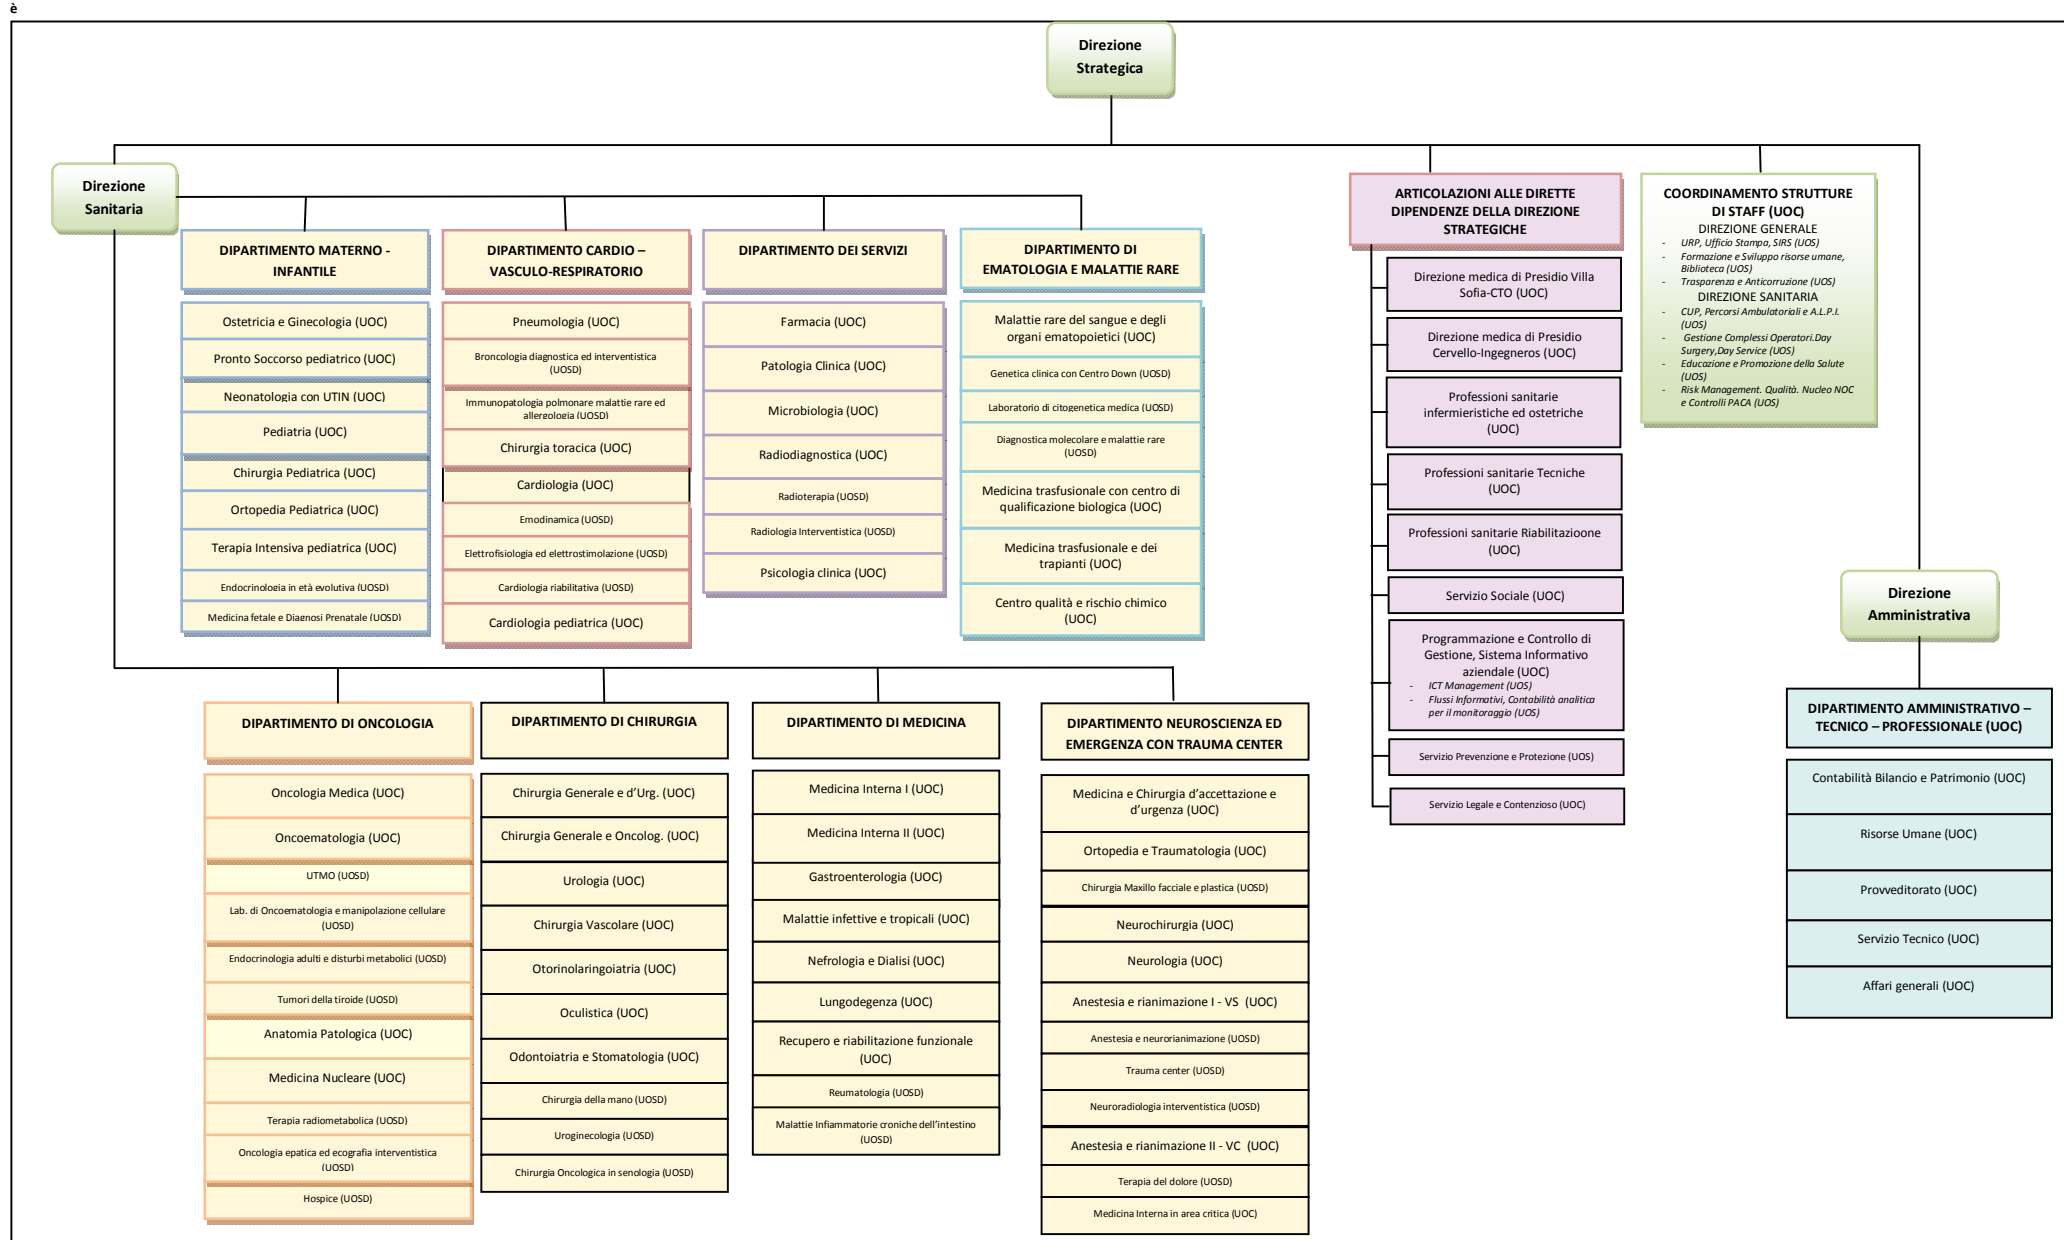 è
Direzione
Strategica
Direzione
Sanitaria
DIPARTIMENTO MATERNO -
INFANTILE
Ostetricia e Ginecologia (UOC)
Pronto Soccorso pediatrico (UOC)
Neonatologia con UTIN (UOC)
Pediatria (UOC)
Chirurgia Pediatrica (UOC)
Ortopedia Pediatrica (UOC)
Terapia Intensiva pediatrica (UOC)
Endocrinologia in età evolutiva (UOSD)
Medicina fetale e Diagnosi Prenatale (UOSD)
DIPARTIMENTO CARDIO –
VASCULO-RESPIRATORIO
Pneumologia (UOC)
Broncologia diagnostica ed interventistica
(UOSD)
Immunopatologia polmonare malattie rare ed
allergologia (UOSD)
Chirurgia toracica (UOC)
Cardiologia (UOC)
Emodinamica (UOSD)
Elettrofisiologia ed elettrostimolazione (UOSD)
Cardiologia riabilitativa (UOSD)
Cardiologia pediatrica (UOC)
DIPARTIMENTO DEI SERVIZI
Farmacia (UOC)
Patologia Clinica (UOC)
Microbiologia (UOC)
Radiodiagnostica (UOC)
Radioterapia (UOSD)
Radiologia Interventistica (UOSD)
Psicologia clinica (UOC)
DIPARTIMENTO DI
EMATOLOGIA E MALATTIE RARE
Malattie rare del sangue e degli
organi ematopoietici (UOC)
Genetica clinica con Centro Down (UOSD)
Laboratorio di citogenetica medica (UOSD)
Diagnostica molecolare e malattie rare
(UOSD)
Medicina trasfusionale con centro di
qualificazione biologica (UOC)
Medicina trasfusionale e dei
trapianti (UOC)
Centro qualità e rischio chimico
(UOC)
ARTICOLAZIONI ALLE DIRETTE
DIPENDENZE DELLA DIREZIONE
STRATEGICHE
Direzione medica di Presidio Villa
Sofia-CTO (UOC)
Direzione medica di Presidio
Cervello-Ingegneros (UOC)
Professioni sanitarie
infermieristiche ed ostetriche
(UOC)
Professioni sanitarie Tecniche
(UOC)
Professioni sanitarie Riabilitazioone
(UOC)
Servizio Sociale (UOC)
Programmazione e Controllo di
Gestione, Sistema Informativo
aziendale (UOC)
- ICT Management (UOS)
- Flussi Informativi, Contabilità analitica
per il monitoraggio (UOS)
Servizio Prevenzione e Protezione (UOS)
Servizio Legale e Contenzioso (UOC)
COORDINAMENTO STRUTTURE
DI STAFF (UOC)
DIREZIONE GENERALE
- URP, Ufficio Stampa, SIRS (UOS)
- Formazione e Sviluppo risorse umane,
Biblioteca (UOS)
- Trasparenza e Anticorruzione (UOS)
DIREZIONE SANITARIA
- CUP, Percorsi Ambulatoriali e A.L.P.I.
(UOS)
- Gestione Complessi Operatori.Day
Surgery,Day Service (UOS)
- Educazione e Promozione della Salute
(UOS)
- Risk Management. Qualità. Nucleo NOC
e Controlli PACA (UOS)
Direzione
Amministrativa
DIPARTIMENTO AMMINISTRATIVO –
TECNICO – PROFESSIONALE (UOC)
Contabilità Bilancio e Patrimonio (UOC)
Risorse Umane (UOC)
Provveditorato (UOC)
Servizio Tecnico (UOC)
Affari generali (UOC)
DIPARTIMENTO DI ONCOLOGIA
Oncologia Medica (UOC)
Oncoematologia (UOC)
UTMO (UOSD)
Lab. di Oncoematologia e manipolazione cellulare
(UOSD)
Endocrinologia adulti e disturbi metabolici (UOSD)
Tumori della tiroide (UOSD)
Anatomia Patologica (UOC)
Medicina Nucleare (UOC)
Terapia radiometabolica (UOSD)
Oncologia epatica ed ecografia interventistica
(UOSD)
Hospice (UOSD)
DIPARTIMENTO DI CHIRURGIA
Chirurgia Generale e d'Urg. (UOC)
Chirurgia Generale e Oncolog. (UOC)
Urologia (UOC)
Chirurgia Vascolare (UOC)
Otorinolaringoiatria (UOC)
Oculistica (UOC)
Odontoiatria e Stomatologia (UOC)
Chirurgia della mano (UOSD)
Uroginecologia (UOSD)
Chirurgia Oncologica in senologia (UOSD)
DIPARTIMENTO DI MEDICINA
Medicina Interna I (UOC)
Medicina Interna II (UOC)
Gastroenterologia (UOC)
Malattie infettive e tropicali (UOC)
Nefrologia e Dialisi (UOC)
Lungodegenza (UOC)
Recupero e riabilitazione funzionale
(UOC)
Reumatologia (UOSD)
Malattie Infiammatorie croniche dell'intestino
(UOSD)
DIPARTIMENTO NEUROSCIENZA ED
EMERGENZA CON TRAUMA CENTER
Medicina e Chirurgia d'accettazione e
d'urgenza (UOC)
Ortopedia e Traumatologia (UOC)
Chirurgia Maxillo facciale e plastica (UOSD)
Neurochirurgia (UOC)
Neurologia (UOC)
Anestesia e rianimazione I - VS (UOC)
Anestesia e neurorianimazione (UOSD)
Trauma center (UOSD)
Neuroradiologia interventistica (UOSD)
Anestesia e rianimazione II - VC (UOC)
Terapia del dolore (UOSD)
Medicina Interna in area critica (UOC)